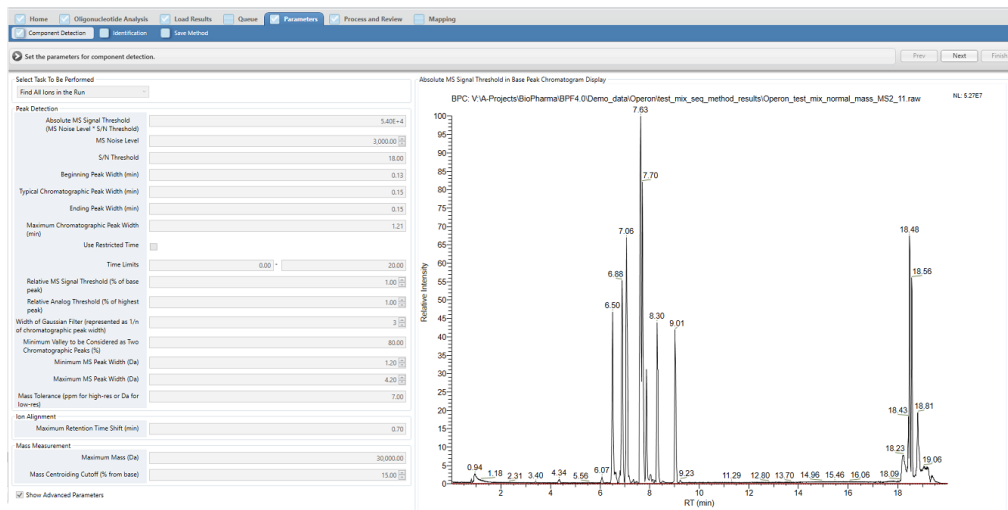 Home Oligonucleotide Analysis Load Results Queue Parameters Process and Review Mapping
Component Detection Identification Save Method
Set the parameters for component detection.
Prev Next Finish
Select Task To Be Performed
Find All Ions in the Run
Peak Detection
Absolute MS Signal Threshold
(MS Noise Level * S/N Threshold)
5.40E+4
MS Noise Level
3,000.00
S/N Threshold
18.00
Beginning Peak Width (min)
0.13
Typical Chromatographic Peak Width (min)
0.15
Ending Peak Width (min)
0.15
Maximum Chromatographic Peak Width
(min)
1.21
Use Restricted Time
Time Limits
0.00 - 20.00
Relative MS Signal Threshold (% of base
peak)
1.00
Relative Analog Threshold (% of highest
peak)
1.00
Width of Gaussian Filter (represented as 1/n
of chromatographic peak width)
3
Minimum Valley to be Considered as Two
Chromatographic Peaks (%)
80.00
Minimum MS Peak Width (Da)
1.20
Maximum MS Peak Width (Da)
4.20
Mass Tolerance (ppm for high-res or Da for
low-res)
7.00
Ion Alignment
Maximum Retention Time Shift (min)
0.70
Mass Measurement
Maximum Mass (Da)
30,000.00
Mass Centroiding Cutoff (% from base)
15.00
Show Advanced Parameters
Absolute MS Signal Threshold in Base Peak Chromatogram Display
BPC: V:\A-Projects\BioPharma\BPF4.0\Demo_data\Operon\test_mix_seq_method_results\Operon_test_mix_normal_mass_MS2_11.raw
NL: 5.27E7
Relative Intensity
100
95
90
85
80
75
70
65
60
55
50
45
40
35
30
25
20
15
10
5
0
7.63
7.70
7.06
6.88
6.50
8.30
9.01
18.48
18.56
18.43
18.81
18.23
19.06
0.94
1.18
2.31
3.40
4.34
5.56
6.07
9.23
11.29
12.80
13.70
14.96
15.46
16.06
18.09
2 4 6 8 10 12 14 16 18
RT (min)